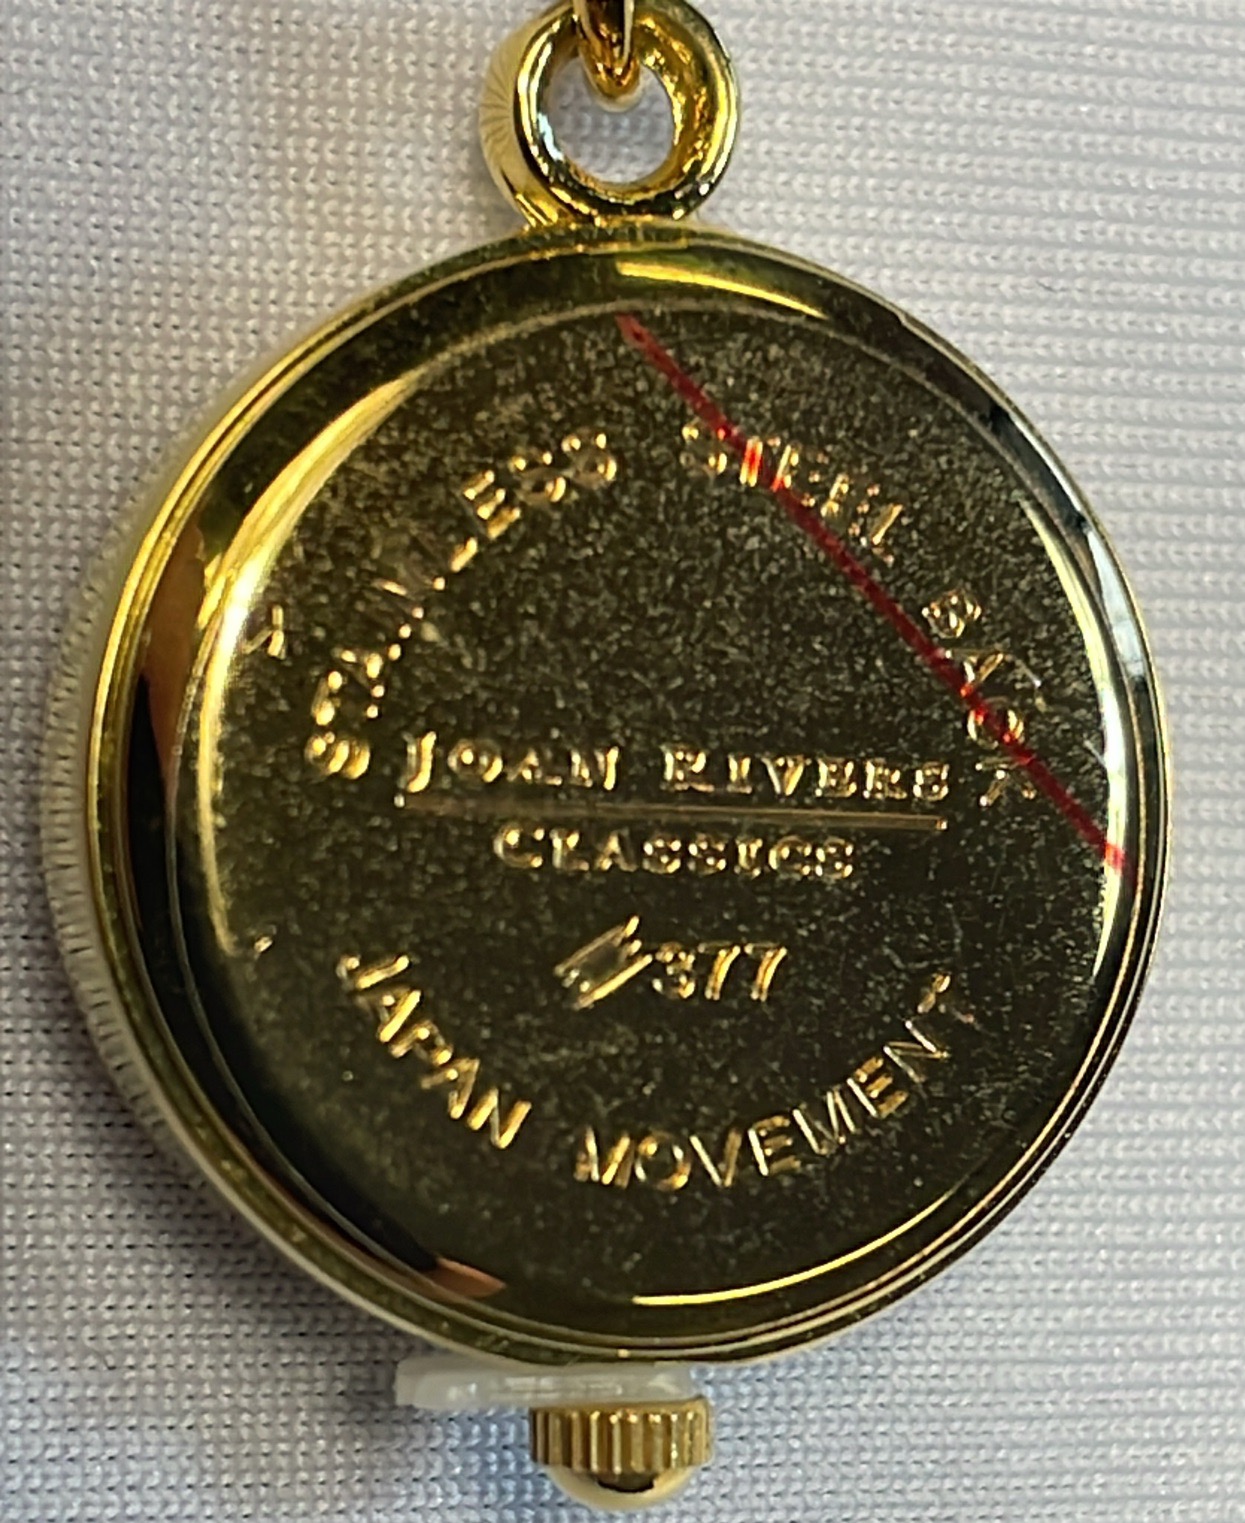 STAINLESS STEEL BACK
JOAN RIVERS
CLASSICS
377
JAPAN MOVEMENT